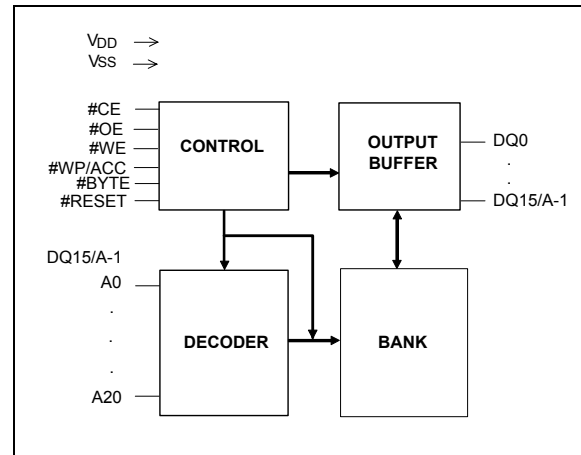 VDD
VSS
#CE
#OE
#WE
#WP/ACC
#BYTE
#RESET
CONTROL
OUTPUT
BUFFER
DQ0
.
.
DQ15/A-1
DQ15/A-1
A0
.
.
.
A20
DECODER
BANK